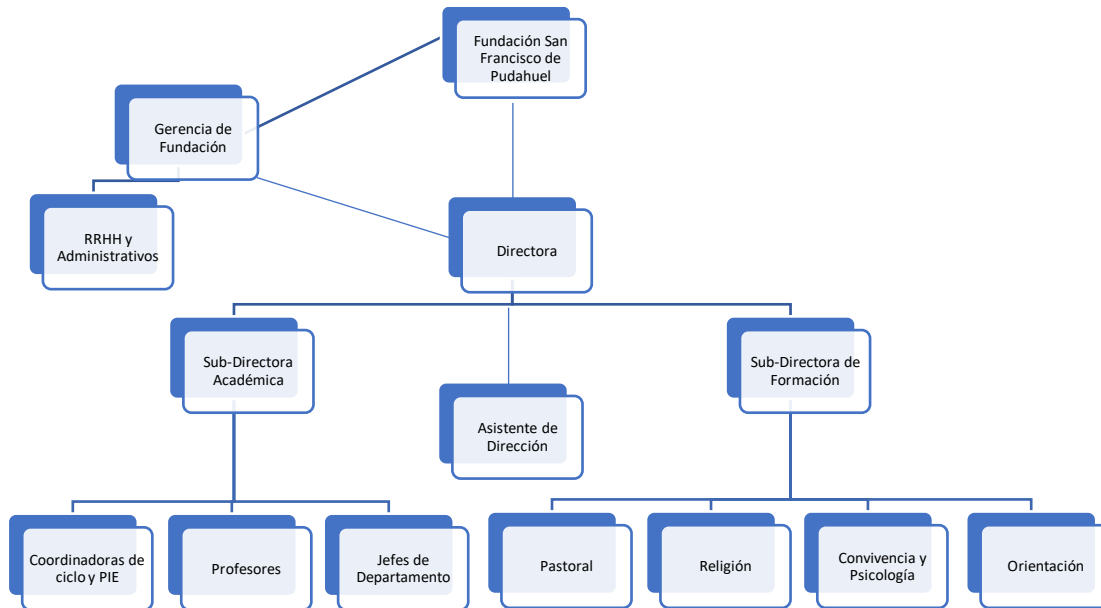 Fundación San
Francisco de
Pudahuel
Gerencia de
Fundación
RRHH y
Administrativos
Directora
Sub-Directora
Académica
Sub-Directora de
Formación
Asistente de
Dirección
Coordinadoras de
ciclo y PIE
Profesores
Jefes de
Departamento
Pastoral
Religión
Convivencia y
Psicología
Orientación